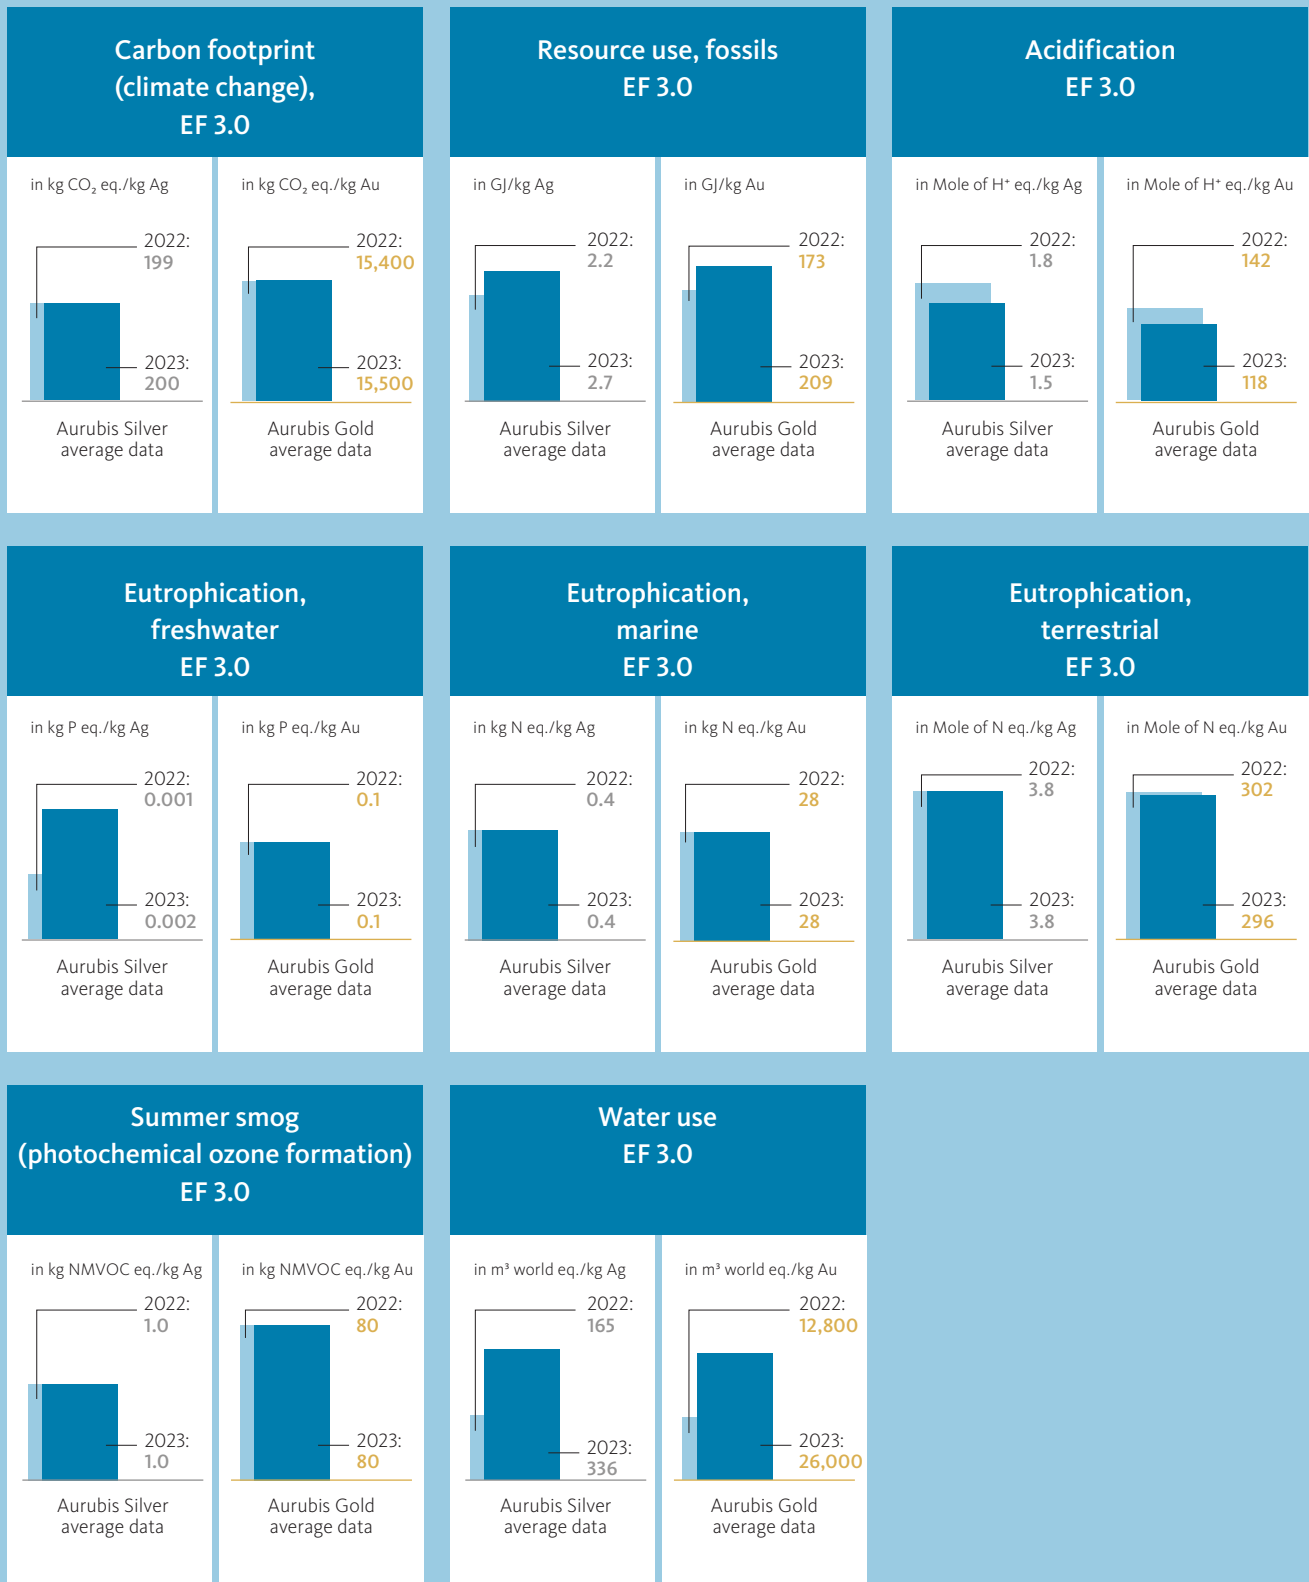 Carbon footprint
(climate change),
EF 3.0
in kg CO₂ eq./kg Ag
2022:
199
2023:
200
Aurubis Silver
average data
in kg CO₂ eq./kg Au
2022:
15,400
2023:
15,500
Aurubis Gold
average data
Resource use, fossils
EF 3.0
in GJ/kg Ag
2022:
2.2
2023:
2.7
Aurubis Silver
average data
in GJ/kg Au
2022:
173
2023:
209
Aurubis Gold
average data
Acidification
EF 3.0
in Mole of H⁺ eq./kg Ag
2022:
1.8
2023:
1.5
Aurubis Silver
average data
in Mole of H⁺ eq./kg Au
2022:
142
2023:
118
Aurubis Gold
average data
Eutrophication,
freshwater
EF 3.0
in kg P eq./kg Ag
2022:
0.001
2023:
0.002
Aurubis Silver
average data
in kg P eq./kg Au
2022:
0.1
2023:
0.1
Aurubis Gold
average data
Eutrophication,
marine
EF 3.0
in kg N eq./kg Ag
2022:
0.4
2023:
0.4
Aurubis Silver
average data
in kg N eq./kg Au
2022:
28
2023:
28
Aurubis Gold
average data
Eutrophication,
terrestrial
EF 3.0
in Mole of N eq./kg Ag
2022:
3.8
2023:
3.8
Aurubis Silver
average data
in Mole of N eq./kg Au
2022:
302
2023:
296
Aurubis Gold
average data
Summer smog
(photochemical ozone formation)
EF 3.0
in kg NMVOC eq./kg Ag
2022:
1.0
2023:
1.0
Aurubis Silver
average data
in kg NMVOC eq./kg Au
2022:
80
2023:
80
Aurubis Gold
average data
Water use
EF 3.0
in m³ world eq./kg Ag
2022:
165
2023:
336
Aurubis Silver
average data
in m³ world eq./kg Au
2022:
12,800
2023:
26,000
Aurubis Gold
average data